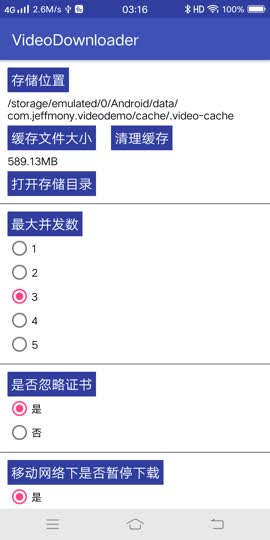 4G 2.6M/s 03:16 HD 100%
VideoDownloader
存储位置
/storage/emulated/0/Android/data/
com.jeffmony.videodemo/cache/.video-cache
缓存文件大小 清理缓存
589.13MB
打开存储目录
最大并发数
1
2
3
4
5
是否忽略证书
是
否
移动网络下是否暂停下载
是